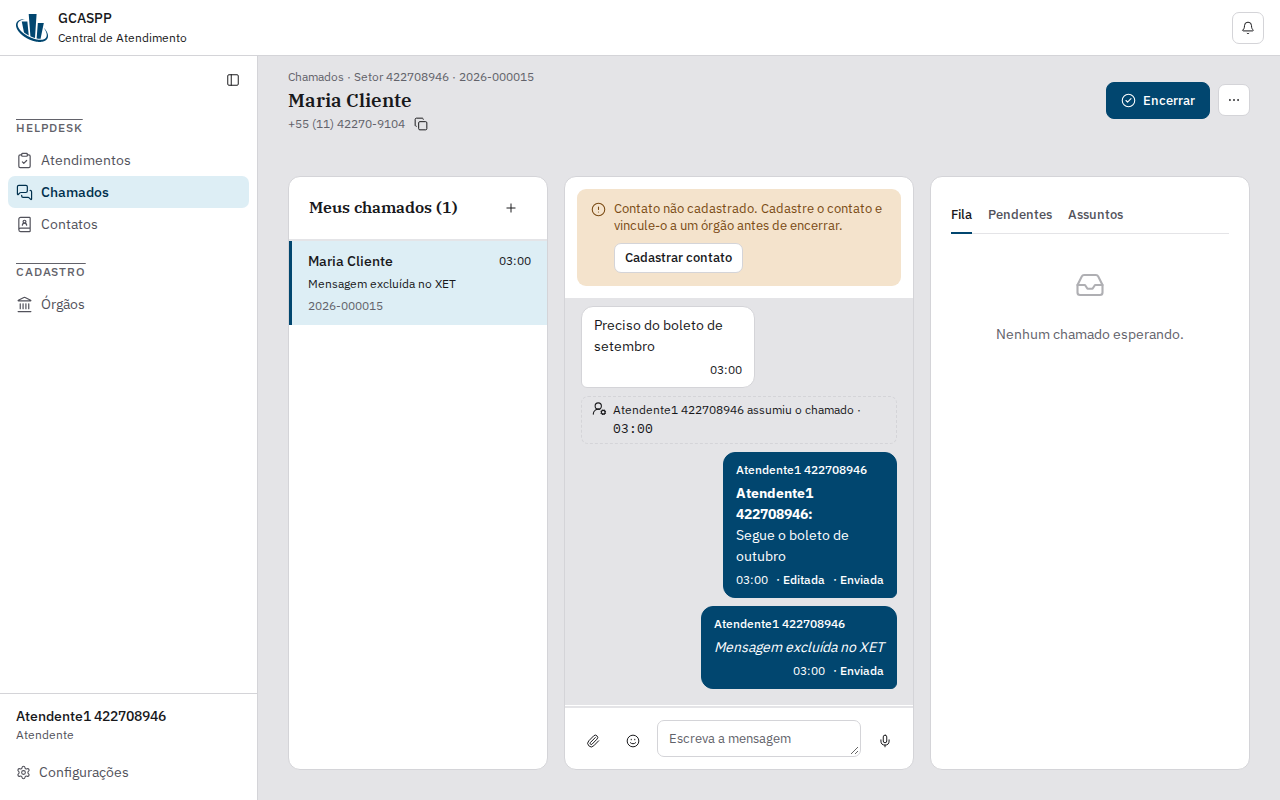 GCASPP
Central de Atendimento
HELPDESK
Atendimentos
Chamados
Contatos
CADASTRO
Órgãos
Atendente1 422708946
Atendente
Configurações
Chamados · Setor 422708946 · 2026-000015
Maria Cliente
+55 (11) 42270-9104
Encerrar
Meus chamados (1)
Maria Cliente 03:00
Mensagem excluída no XET
2026-000015
Contato não cadastrado. Cadastre o contato e
vincule-o a um órgão antes de encerrar.
Cadastrar contato
Preciso do boleto de
setembro
03:00
Atendente1 422708946 assumiu o chamado ·
03:00
Atendente1 422708946
Atendente1
422708946:
Segue o boleto de
outubro
03:00 · Editada · Enviada
Atendente1 422708946
Mensagem excluída no XET
03:00 · Enviada
Escreva a mensagem
Fila Pendentes Assuntos
Nenhum chamado esperando.